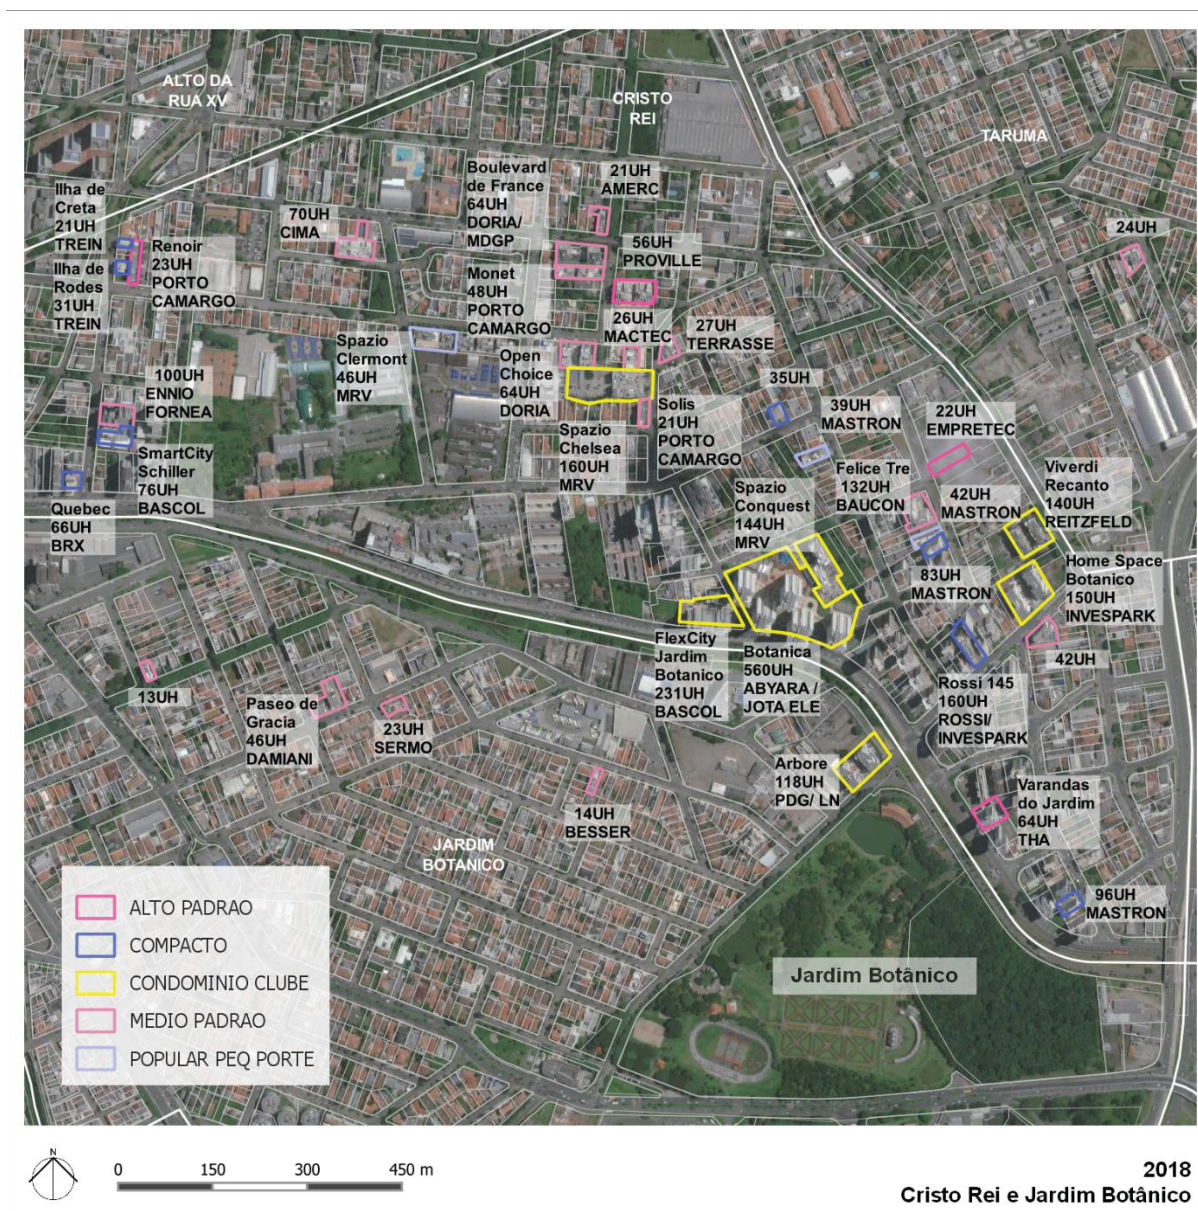 ALTO DA
RUA XV
CRISTO
REI
TARUMA
Ilha de
Creta
21UH
TREIN
Ilha de
Rodes
31UH
TREIN
Renoir
23UH
PORTO
CAMARGO
70UH
CIMA
Boulevard
de France
64UH
DORIA/
MDGP
21UH
AMERC
56UH
PROVILLE
24UH
Monet
48UH
PORTO
CAMARGO
26UH
MACTEC
27UH
TERRASSE
Spazio
Clermont
46UH
MRV
Open
Choice
64UH
DORIA
100UH
ENNIO
FORNEA
35UH
Solis
21UH
PORTO
CAMARGO
39UH
MASTRON
22UH
EMPRETEC
SmartCity
Schiller
76UH
BASCOL
Spazio
Chelsea
160UH
MRV
Quebec
66UH
BRX
Spazio
Conquest
144UH
MRV
Felice Tre
132UH
BAUCON
42UH
MASTRON
Viverdi
Recanto
140UH
REITZFELD
83UH
MASTRON
Home Space
Botanico
150UH
INVESPARK
42UH
FlexCity
Jardim
Botanico
231UH
BASCOL
Botanica
560UH
ABYARA /
JOTA ELE
Rossi 145
160UH
ROSSI/
INVESPARK
13UH
Paseo de
Gracia
46UH
DAMIANI
23UH
SERMO
14UH
BESSER
Arbore
118UH
PDG/ LN
Varandas
do Jardim
64UH
THA
JARDIM
BOTANICO
96UH
MASTRON
Jardim Botânico
ALTO PADRAO
COMPACTO
CONDOMINIO CLUBE
MEDIO PADRAO
POPULAR PEQ PORTE
N
0 150 300 450 m
2018
Cristo Rei e Jardim Botânico